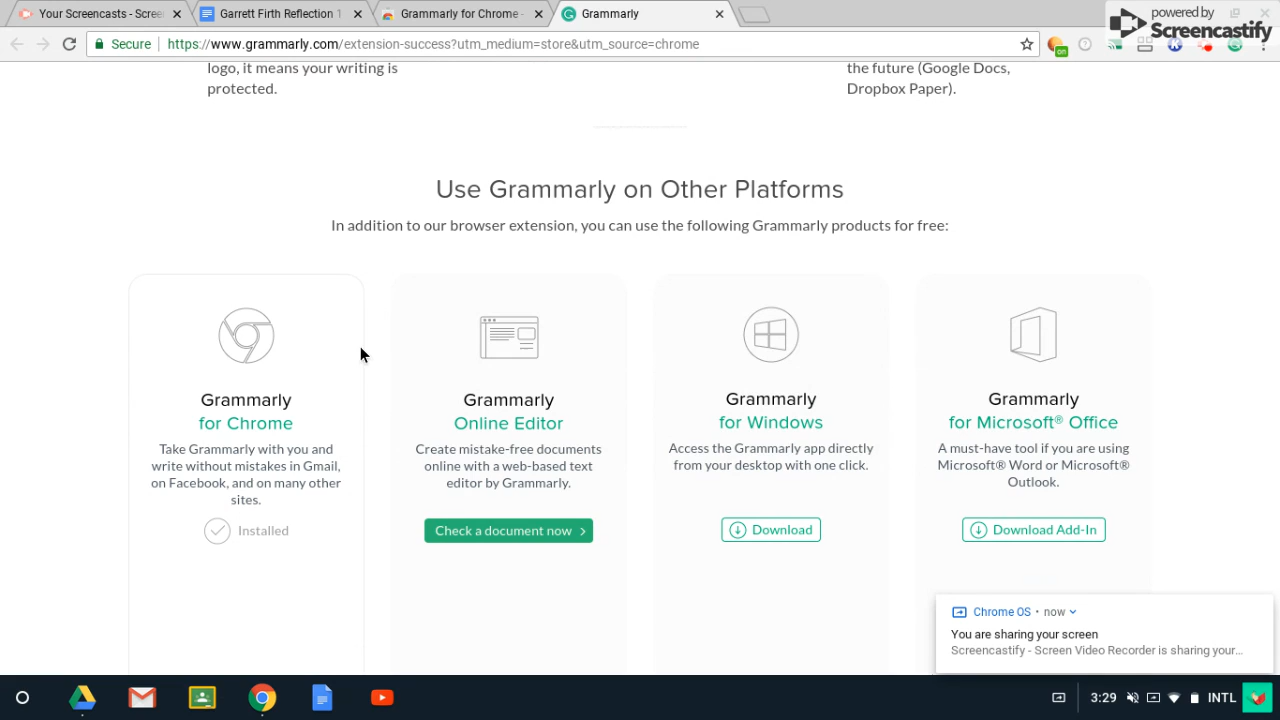 Your Screencasts - Scree
Garrett Firth Reflection 1
Grammarly for Chrome -
Grammarly
powered by
Screencastify
Secure
https://www.grammarly.com/extension-success?utm_medium=store&utm_source=chrome
on
logo, it means your writing is
protected.
the future (Google Docs,
Dropbox Paper).
Use Grammarly on Other Platforms
In addition to our browser extension, you can use the following Grammarly products for free:
Grammarly
for Chrome
Take Grammarly with you and
write without mistakes in Gmail,
on Facebook, and on many other
sites.
Installed
Grammarly
Online Editor
Create mistake-free documents
online with a web-based text
editor by Grammarly.
Check a document now
Grammarly
for Windows
Access the Grammarly app directly
from your desktop with one click.
Download
Grammarly
for Microsoft® Office
A must-have tool if you are using
Microsoft® Word or Microsoft®
Outlook.
Download Add-In
Chrome OS • now
You are sharing your screen
Screencastify - Screen Video Recorder is sharing your...
3:29
INTL